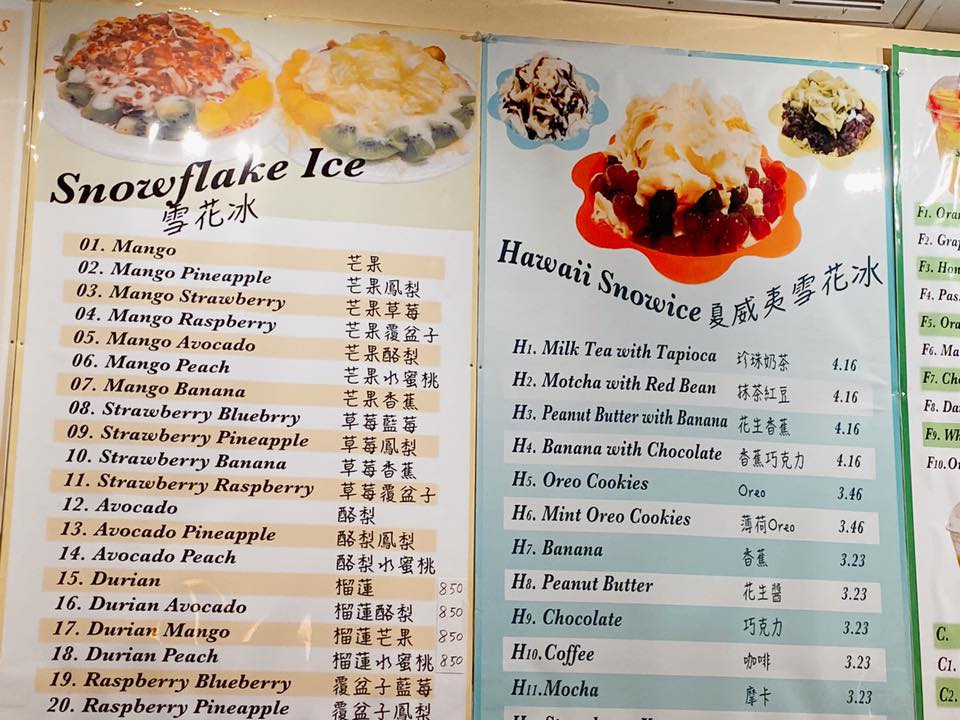 Snowflake Ice
雪花冰
01. Mango 芒果
02. Mango Pineapple 芒果鳳梨
03. Mango Strawberry 芒果草莓
04. Mango Raspberry 芒果覆盆子
05. Mango Avocado 芒果酪梨
06. Mango Peach 芒果水蜜桃
07. Mango Banana 芒果香蕉
08. Strawberry Bluebrry 草莓藍莓
09. Strawberry Pineapple 草莓鳳梨
10. Strawberry Banana 草莓香蕉
11. Strawberry Raspberry 草莓覆盆子
12. Avocado 酪梨
13. Avocado Pineapple 酪梨鳳梨
14. Avocado Peach 酪梨水蜜桃
15. Durian 榴蓮 850
16. Durian Avocado 榴蓮酪梨 850
17. Durian Mango 榴蓮芒果 850
18. Durian Peach 榴蓮水蜜桃 850
19. Raspberry Blueberry 覆盆子藍莓
20. Raspberry Pineapple 覆盆子鳳梨
Hawaii Snowice 夏威夷雪花冰
H1. Milk Tea with Tapioca 珍珠奶茶 4.16
H2. Motcha with Red Bean 抹茶紅豆 4.16
H3. Peanut Butter with Banana 花生香蕉 4.16
H4. Banana with Chocolate 香蕉巧克力 4.16
H5. Oreo Cookies Oreo 3.46
H6. Mint Oreo Cookies 薄荷Oreo 3.46
H7. Banana 香蕉 3.23
H8. Peanut Butter 花生醬 3.23
H9. Chocolate 巧克力 3.23
H10. Coffee 咖啡 3.23
H11. Mocha 摩卡 3.23
F1.
F2.
F3.
F4.
F5.
F6.
F7.
F8.
F9.
F10.
C.
C1.
C2.